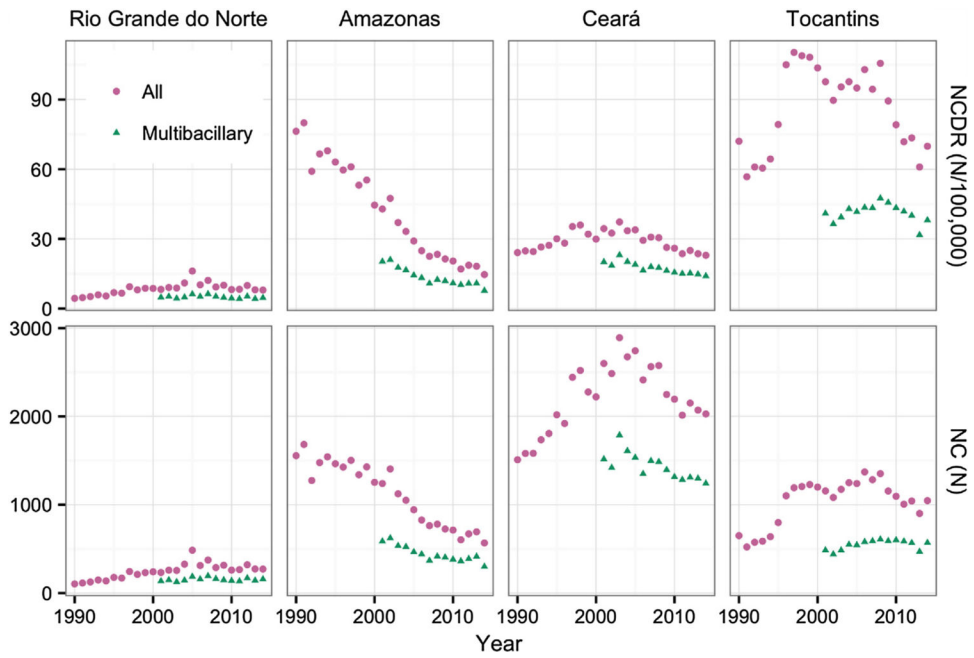 Rio Grande do Norte Amazonas Ceará Tocantins
All
Multibacillary
90
60
30
0
NCDR (N/100,000)
3000
2000
1000
0
NC (N)
1990 2000 2010 1990 2000 2010 1990 2000 2010 1990 2000 2010
Year